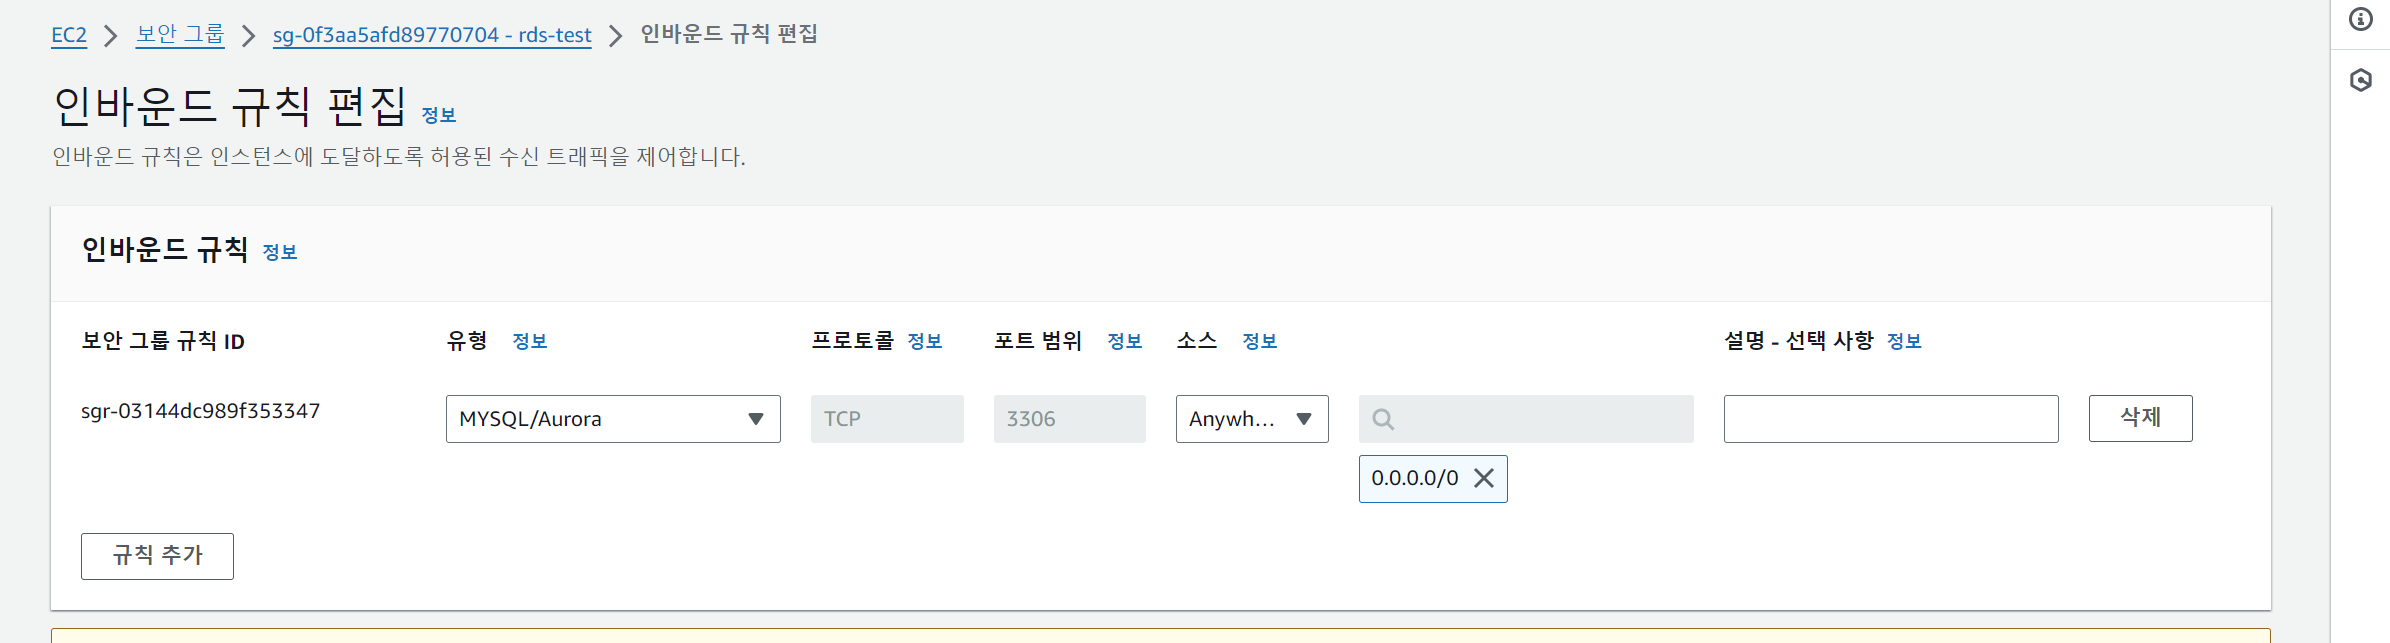 EC2 > 보안 그룹 > sg-0f3aa5afd89770704 - rds-test > 인바운드 규칙 편집
인바운드 규칙 편집 정보
인바운드 규칙은 인스턴스에 도달하도록 허용된 수신 트래픽을 제어합니다.
인바운드 규칙 정보
보안 그룹 규칙 ID 유형 정보 프로토콜 정보 포트 범위 정보 소스 정보 설명 - 선택 사항 정보
sgr-03144dc989f353347 MYSQL/Aurora TCP 3306 Anywh... 삭제
0.0.0.0/0
규칙 추가